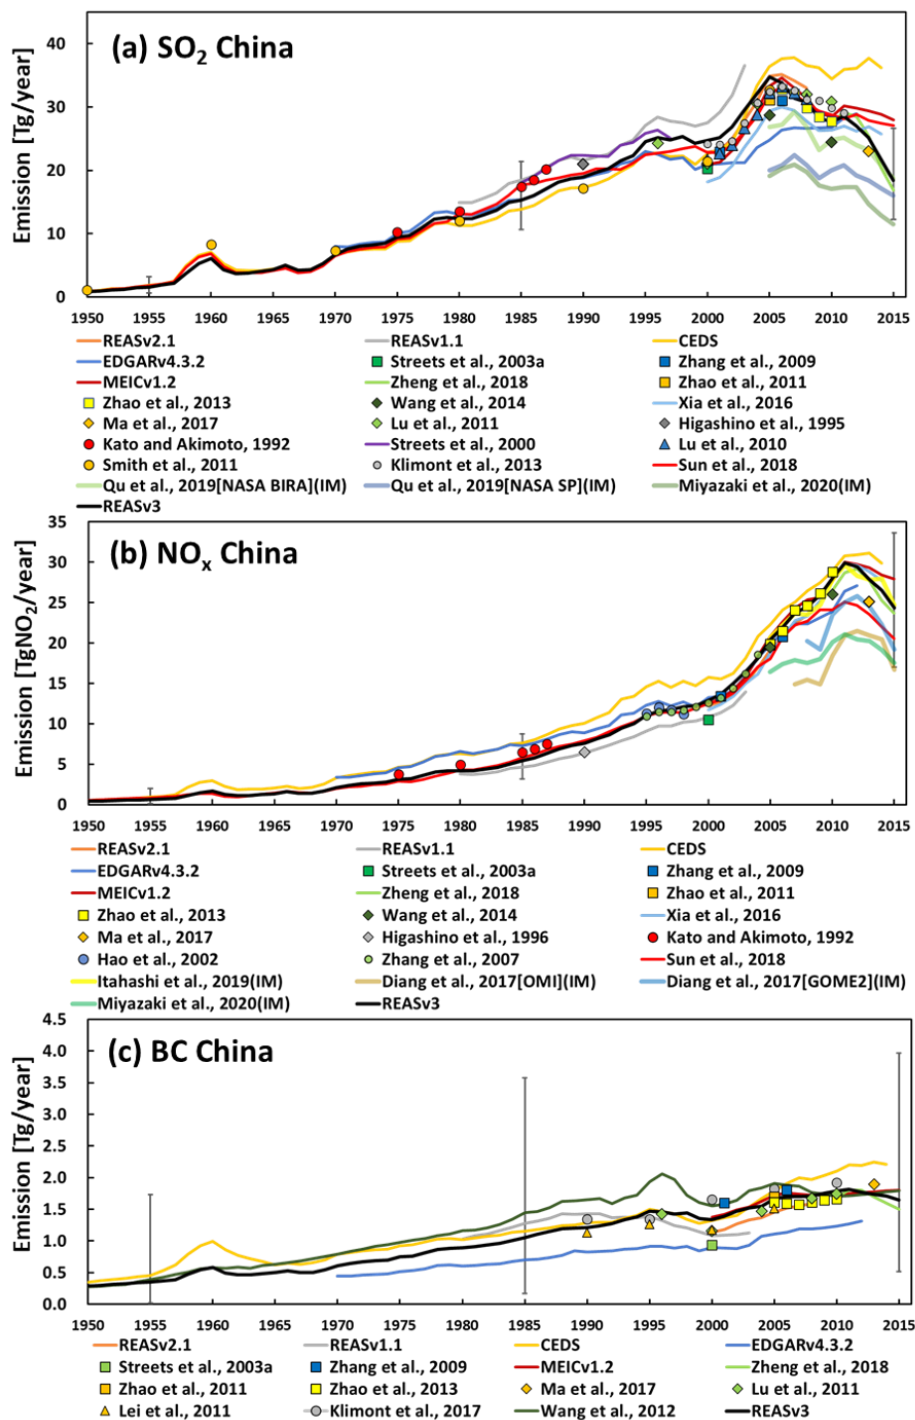 (a) SO2 China
Emission [Tg/year]
40
30
20
10
0
1950 1955 1960 1965 1970 1975 1980 1985 1990 1995 2000 2005 2010 2015
REASv2.1 REASv1.1 CEDS
EDGARv4.3.2 Streets et al., 2003a Zhang et al., 2009
MEICv1.2 Zheng et al., 2018 Zhao et al., 2011
Zhao et al., 2013 Wang et al., 2014 Xia et al., 2016
Ma et al., 2017 Lu et al., 2011 Higashino et al., 1995
Kato and Akimoto, 1992 Streets et al., 2000 Lu et al., 2010
Smith et al., 2011 Klimont et al., 2013 Sun et al., 2018
Qu et al., 2019[NASA BIRA](IM) Qu et al., 2019[NASA SP](IM) Miyazaki et al., 2020(IM)
REASv3
(b) NOx China
Emission [TgNO2/year]
35
30
25
20
15
10
5
0
1950 1955 1960 1965 1970 1975 1980 1985 1990 1995 2000 2005 2010 2015
REASv2.1 REASv1.1 CEDS
EDGARv4.3.2 Streets et al., 2003a Zhang et al., 2009
MEICv1.2 Zheng et al., 2018 Zhao et al., 2011
Zhao et al., 2013 Wang et al., 2014 Xia et al., 2016
Ma et al., 2017 Higashino et al., 1996 Kato and Akimoto, 1992
Hao et al., 2002 Zhang et al., 2007 Sun et al., 2018
Itahashi et al., 2019(IM) Diang et al., 2017[OMI](IM) Diang et al., 2017[GOME2](IM)
Miyazaki et al., 2020(IM) REASv3
(c) BC China
Emission [Tg/year]
4.5
4.0
3.5
3.0
2.5
2.0
1.5
1.0
0.5
0.0
1950 1955 1960 1965 1970 1975 1980 1985 1990 1995 2000 2005 2010 2015
REASv2.1 REASv1.1 CEDS EDGARv4.3.2
Streets et al., 2003a Zhang et al., 2009 MEICv1.2 Zheng et al., 2018
Zhao et al., 2011 Zhao et al., 2013 Ma et al., 2017 Lu et al., 2011
Lei et al., 2011 Klimont et al., 2017 Wang et al., 2012 REASv3